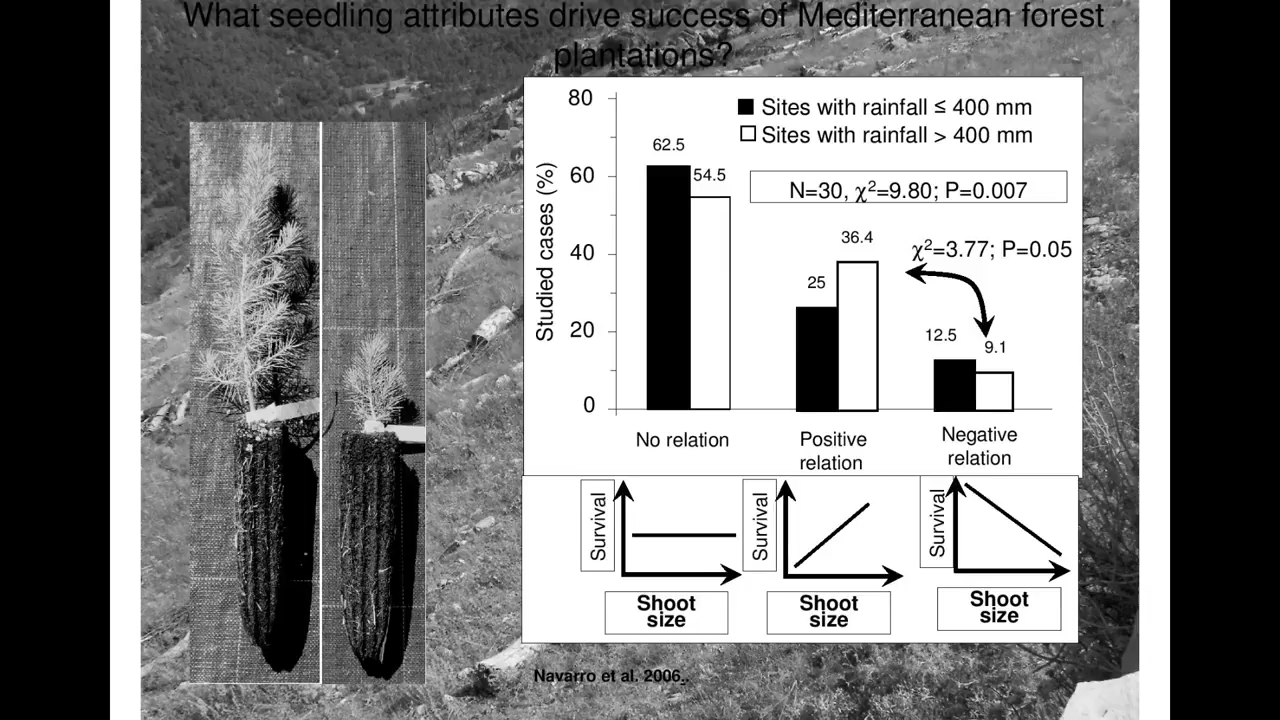 What seedling attributes drive success of Mediterranean forest
plantations?
80
60
40
20
0
Studied cases (%)
Sites with rainfall ≤ 400 mm
Sites with rainfall > 400 mm
N=30, χ²=9.80; P=0.007
χ²=3.77; P=0.05
62.5
54.5
25
36.4
12.5
9.1
No relation
Positive
relation
Negative
relation
Survival
Shoot
size
Survival
Shoot
size
Survival
Shoot
size
Navarro et al. 2006..